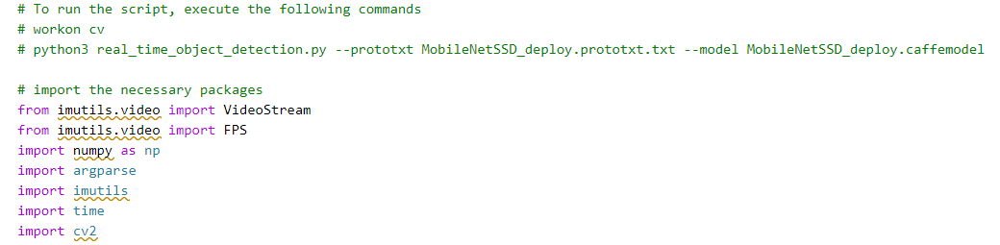 # To run the script, execute the following commands
# workon cv
# python3 real_time_object_detection.py --prototxt MobileNetSSD_deploy.prototxt.txt --model MobileNetSSD_deploy.caffemodel
# import the necessary packages
from imutils.video import VideoStream
from imutils.video import FPS
import numpy as np
import argparse
import imutils
import time
import cv2